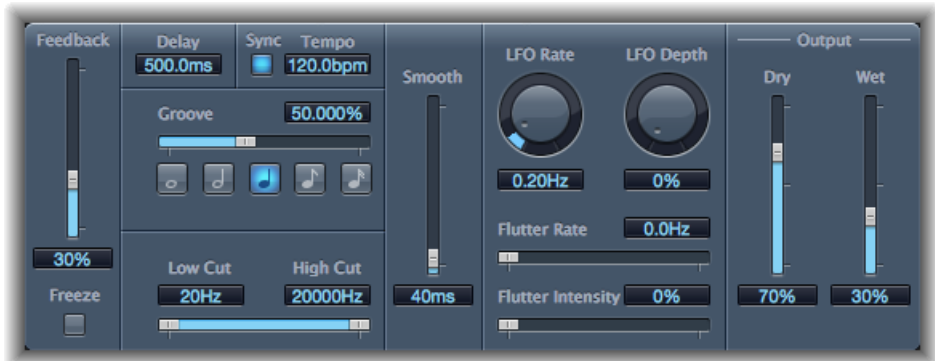 Feedback
30%
Freeze
Delay
500.0ms
Sync Tempo
120.0bpm
Groove 50.000%
Low Cut High Cut
20Hz 20000Hz
Smooth
40ms
LFO Rate LFO Depth
0.20Hz 0%
Flutter Rate 0.0Hz
Flutter Intensity 0%
Output
Dry Wet
70% 30%